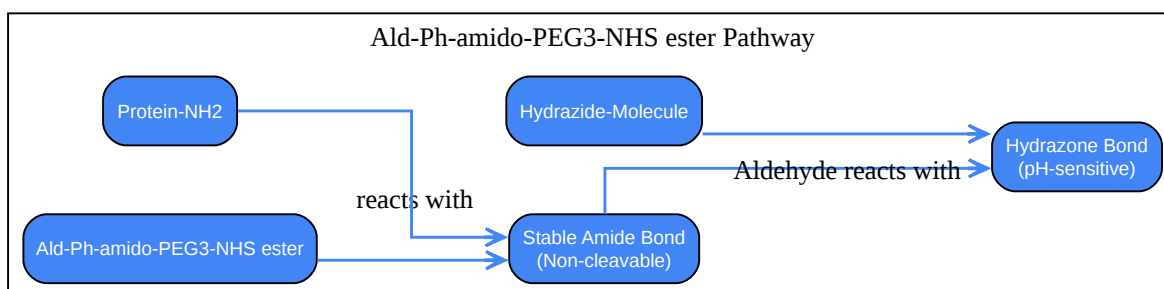 Ald-Ph-amido-PEG3-NHS ester Pathway
Protein-NH2
Hydrazide-Molecule
Hydrazone Bond
(pH-sensitive)
Aldehyde reacts with
reacts with
Ald-Ph-amido-PEG3-NHS ester
Stable Amide Bond
(Non-cleavable)